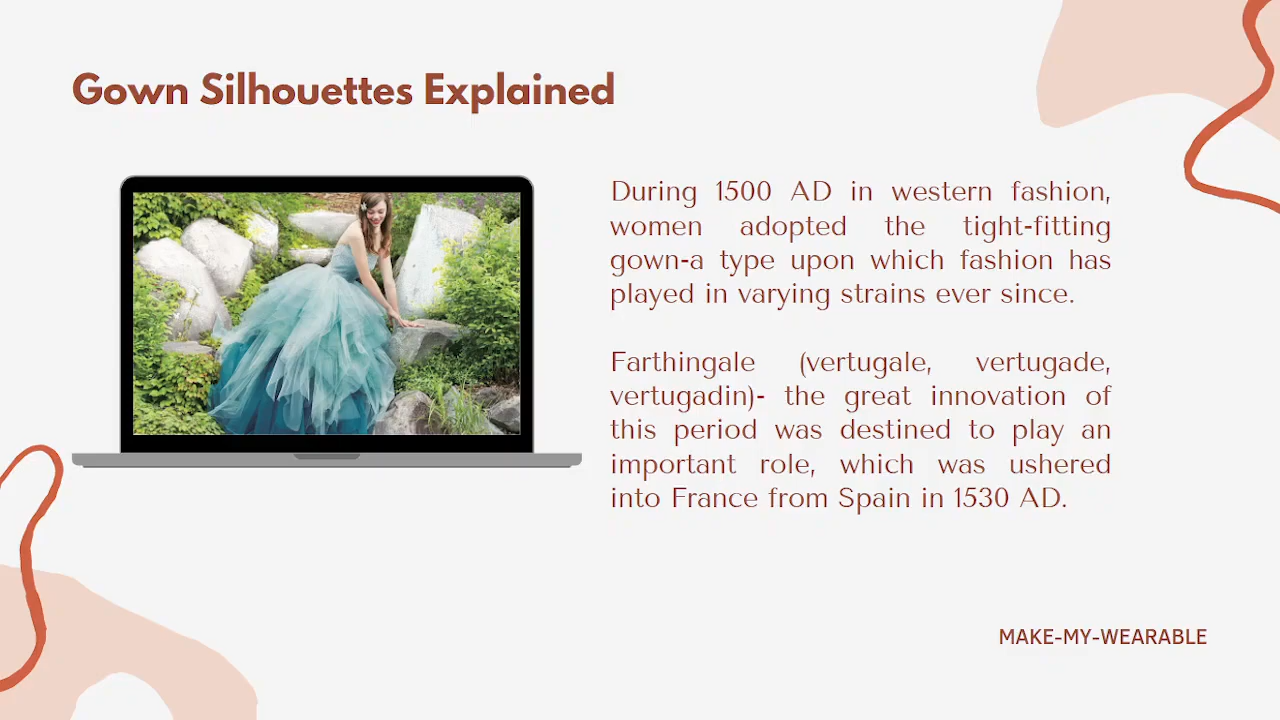 Gown Silhouettes Explained
During 1500 AD in western fashion,
women adopted the tight-fitting
gown-a type upon which fashion has
played in varying strains ever since.
Farthingale (vertugale, vertugade,
vertugadin)- the great innovation of
this period was destined to play an
important role, which was ushered
into France from Spain in 1530 AD.
MAKE-MY-WEARABLE